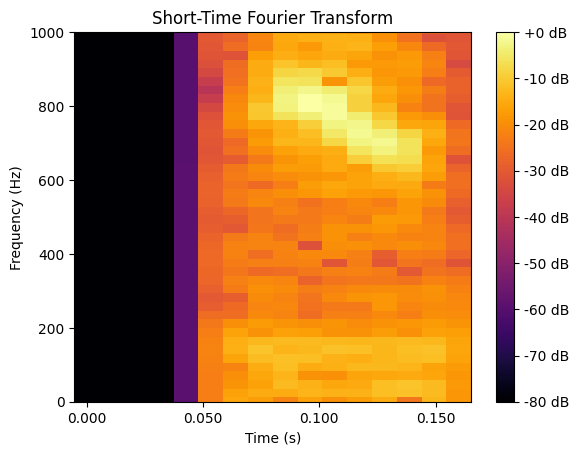 Short-Time Fourier Transform
1000
800
600
400
200
0
Frequency (Hz)
0.000
0.050
0.100
0.150
Time (s)
+0 dB
-10 dB
-20 dB
-30 dB
-40 dB
-50 dB
-60 dB
-70 dB
-80 dB